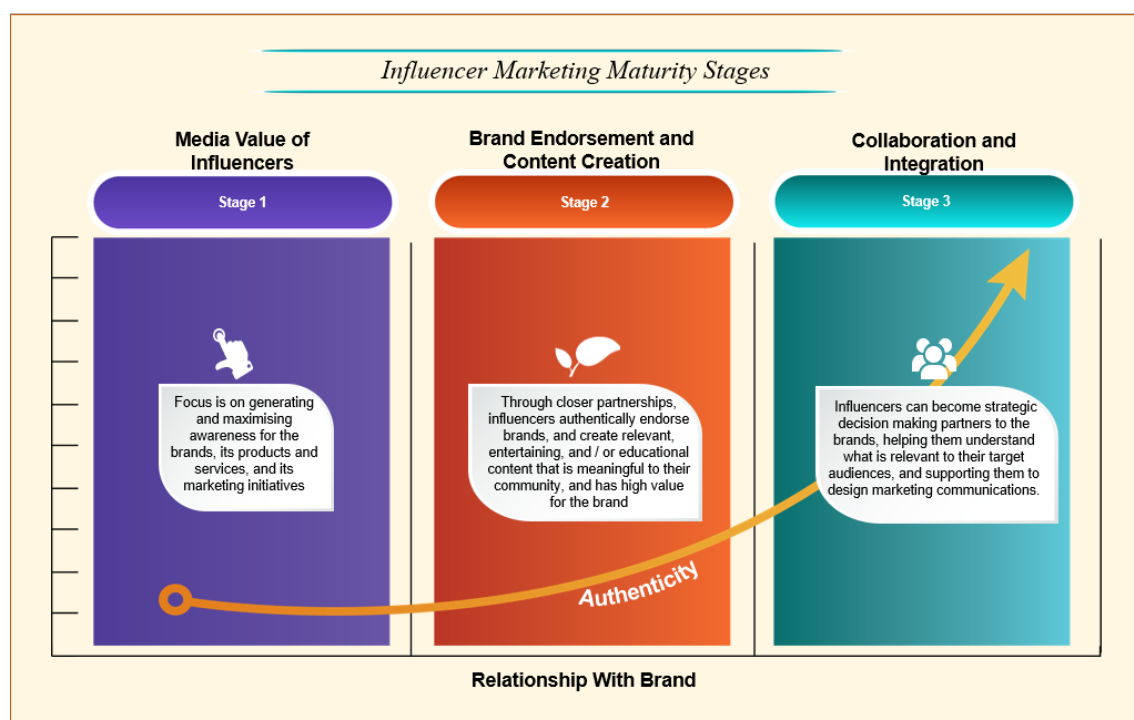 Influencer Marketing Maturity Stages
Media Value of
Influencers
Stage 1
Focus is on generating
and maximising
awareness for the
brands, its products and
services, and its
marketing initiatives
Brand Endorsement and
Content Creation
Stage 2
Through closer partnerships,
influencers authentically endorse
brands, and create relevant,
entertaining, and / or educational
content that is meaningful to their
community, and has high value
for the brand
Collaboration and
Integration
Stage 3
Influencers can become strategic
decision making partners to the
brands, helping them understand
what is relevant to their target
audiences, and supporting them to
design marketing communications.
Authenticity
Relationship With Brand